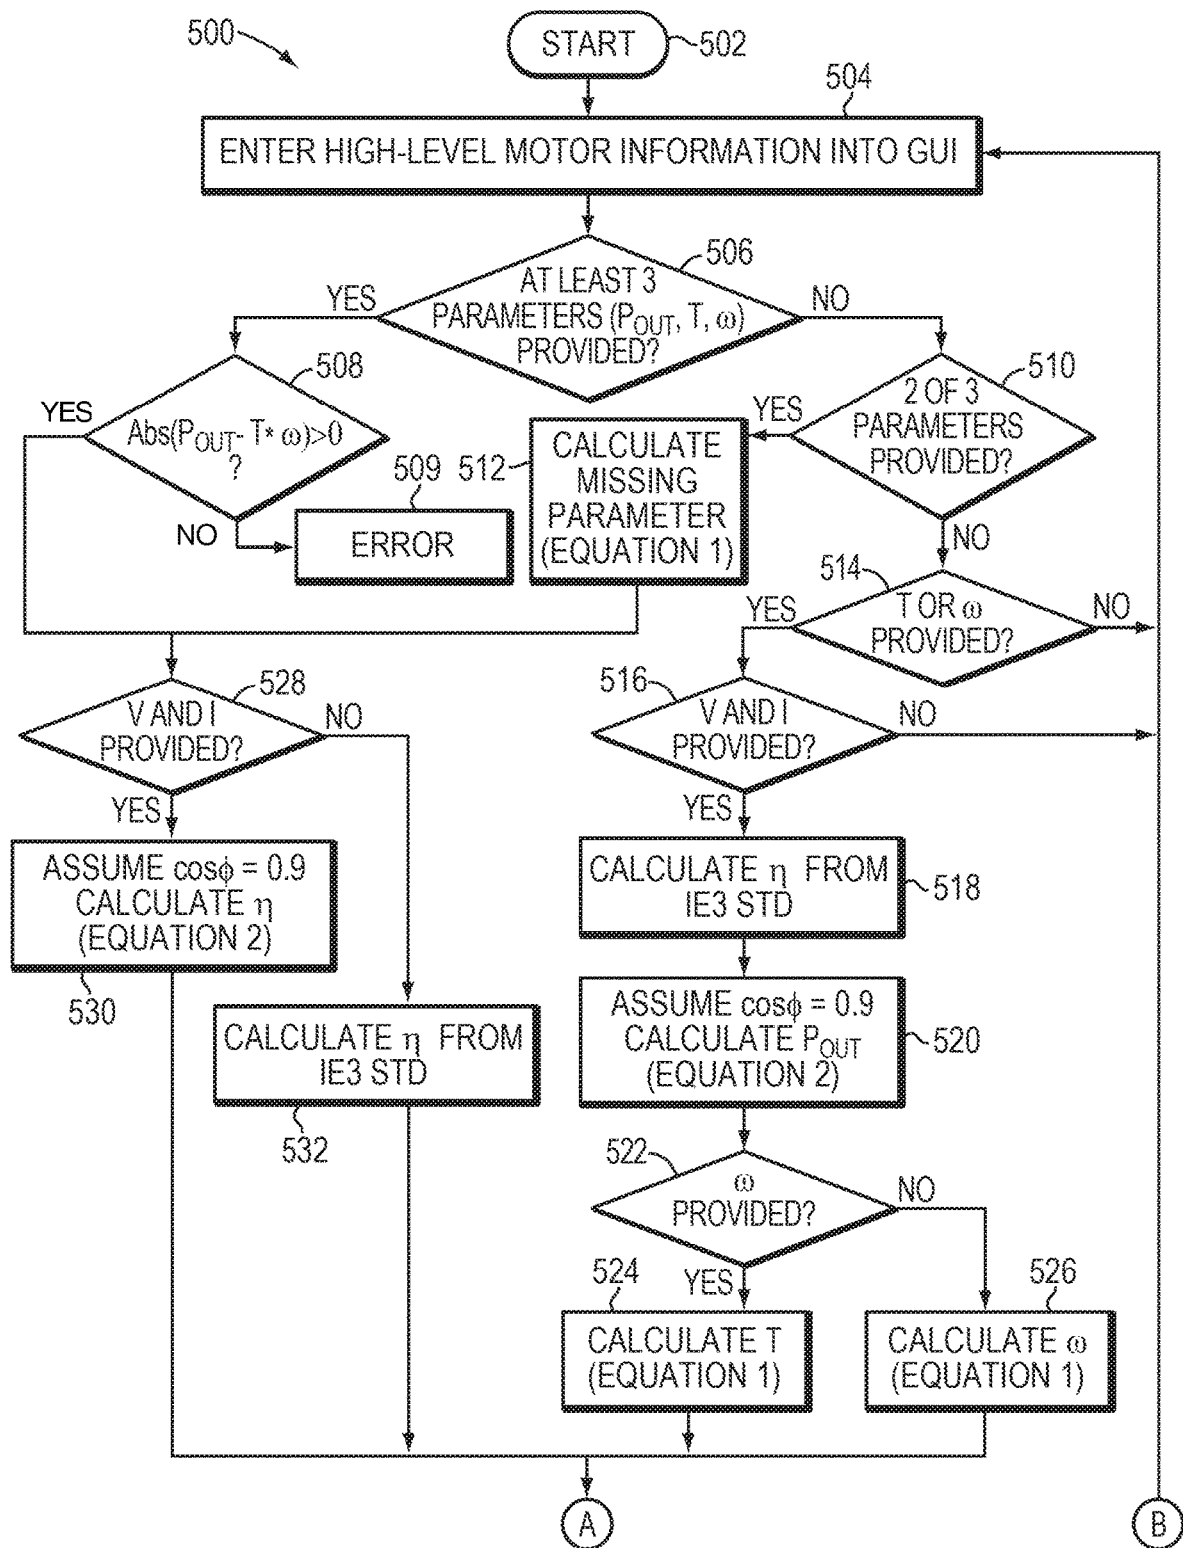 500
START
502
504
ENTER HIGH-LEVEL MOTOR INFORMATION INTO GUI
506
AT LEAST 3
PARAMETERS (P_OUT, T, ω)
PROVIDED?
YES
NO
508
Abs(P_OUT- T* ω)>0
?
YES
NO
509
ERROR
510
2 OF 3
PARAMETERS
PROVIDED?
YES
NO
512
CALCULATE
MISSING
PARAMETER
(EQUATION 1)
514
T OR ω
PROVIDED?
YES
NO
528
V AND I
PROVIDED?
NO
YES
516
V AND I
PROVIDED?
NO
YES
ASSUME cosϕ = 0.9
CALCULATE η
(EQUATION 2)
530
CALCULATE η FROM
IE3 STD
532
CALCULATE η FROM
IE3 STD
518
ASSUME cosϕ = 0.9
CALCULATE P_OUT
(EQUATION 2)
520
522
ω
PROVIDED?
NO
YES
524
CALCULATE T
(EQUATION 1)
526
CALCULATE ω
(EQUATION 1)
A
B